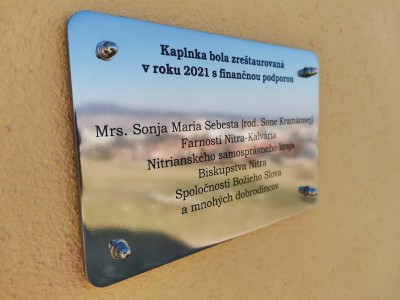 Kaplnka bola zreštaurovaná
v roku 2021 s finančnou podporou
Mrs. Sonja Maria Sebesta (rod. Sone Kramárovej)
Farnosti Nitra-Kalvária
Nitrianskeho samosprávneho kraja
Biskupstva Nitra
Spoločnosti Božieho Slova
a mnohých dobrodincov